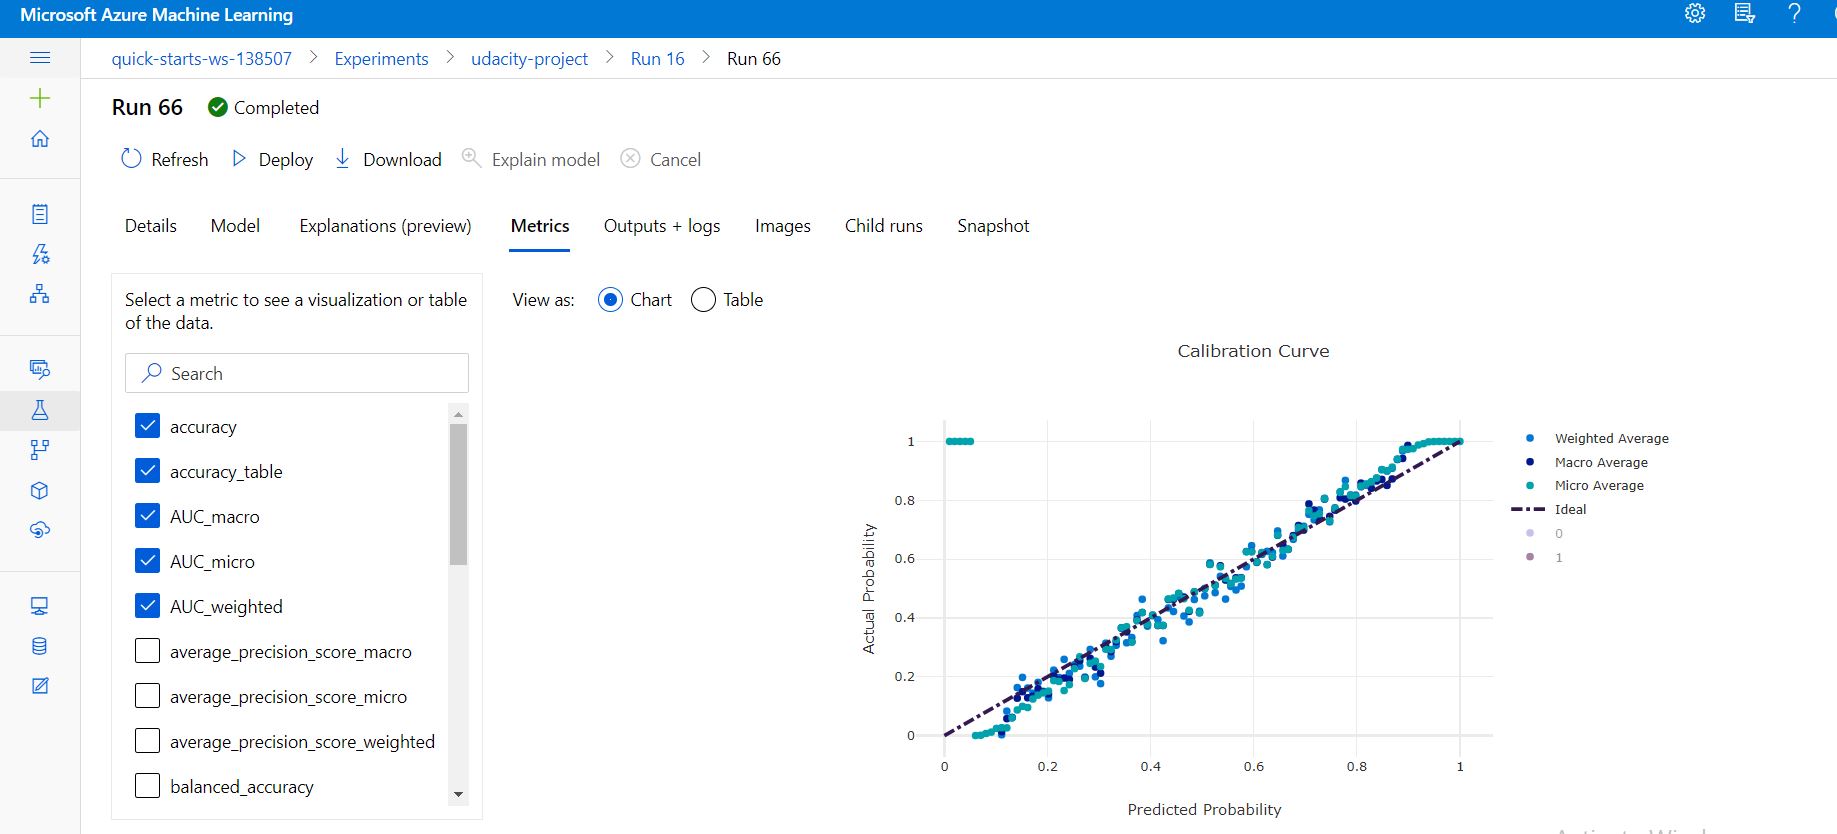 Microsoft Azure Machine Learning
quick-starts-ws-138507 > Experiments > udacity-project > Run 16 > Run 66
Run 66 Completed
Refresh Deploy Download Explain model Cancel
Details Model Explanations (preview) Metrics Outputs + logs Images Child runs Snapshot
Select a metric to see a visualization or table
of the data.
Search
accuracy
accuracy_table
AUC_macro
AUC_micro
AUC_weighted
average_precision_score_macro
average_precision_score_micro
average_precision_score_weighted
balanced_accuracy
View as: Chart Table
Calibration Curve
1
0.8
0.6
0.4
0.2
0
Actual Probability
0 0.2 0.4 0.6 0.8 1
Predicted Probability
Weighted Average
Macro Average
Micro Average
Ideal
0
1